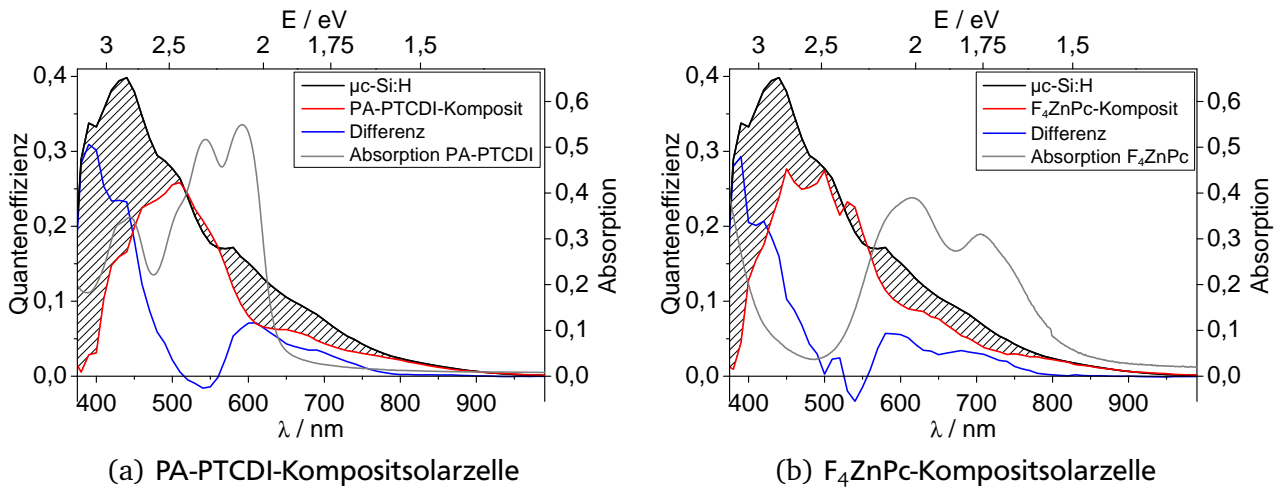 E / eV
3 2,5 2 1,75 1,5
0,4
0,3
0,2
0,1
0,0
Quanteneffizienz
µc-Si:H
PA-PTCDI-Komposit
Differenz
Absorption PA-PTCDI
0,6
0,5
0,4
0,3
0,2
0,1
0,0
Absorption
400 500 600 700 800 900
λ / nm
(a) PA-PTCDI-Kompositsolarzelle
E / eV
3 2,5 2 1,75 1,5
0,4
0,3
0,2
0,1
0,0
Quanteneffizienz
µc-Si:H
F₄ZnPc-Komposit
Differenz
Absorption F₄ZnPc
0,6
0,5
0,4
0,3
0,2
0,1
0,0
Absorption
400 500 600 700 800 900
λ / nm
(b) F₄ZnPc-Kompositsolarzelle